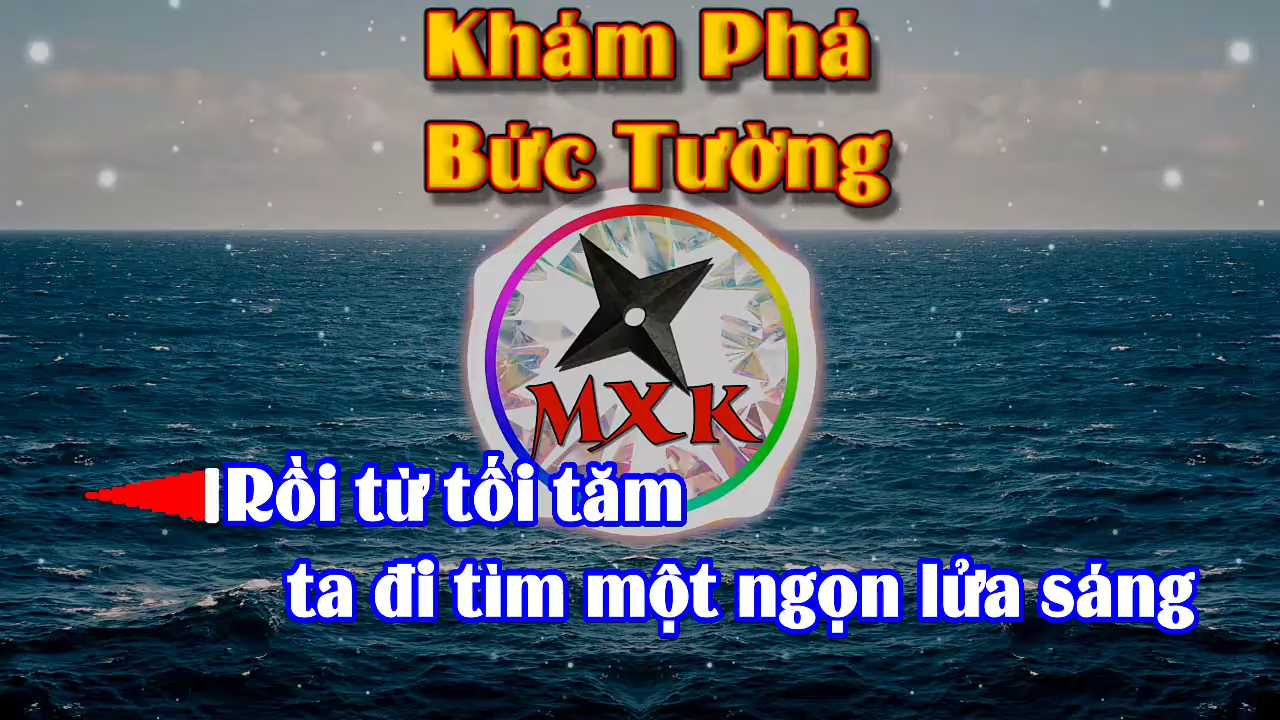 Khám Phá
Bức Tường
MXK
Rồi từ tối tăm
ta đi tìm một ngọn lửa sáng